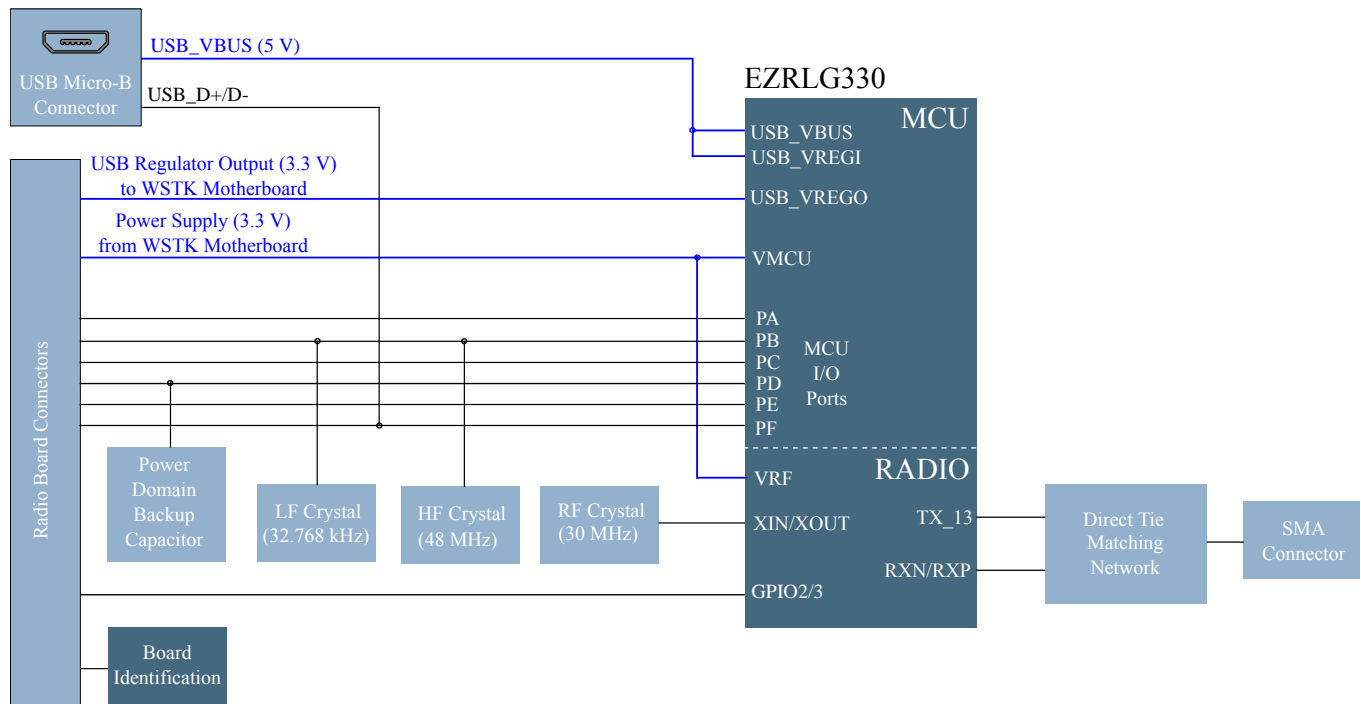 USB Micro-B
Connector
USB_VBUS (5 V)
USB_D+/D-
EZRLG330
MCU
USB_VBUS
USB_VREGI
USB_VREGO
VMCU
USB Regulator Output (3.3 V)
to WSTK Motherboard
Power Supply (3.3 V)
from WSTK Motherboard
Radio Board Connectors
PA
PB
PC
PD
PE
PF
MCU
I/O
Ports
RADIO
VRF
XIN/XOUT
GPIO2/3
TX_13
RXN/RXP
Power
Domain
Backup
Capacitor
LF Crystal
(32.768 kHz)
HF Crystal
(48 MHz)
RF Crystal
(30 MHz)
Direct Tie
Matching
Network
SMA
Connector
Board
Identification